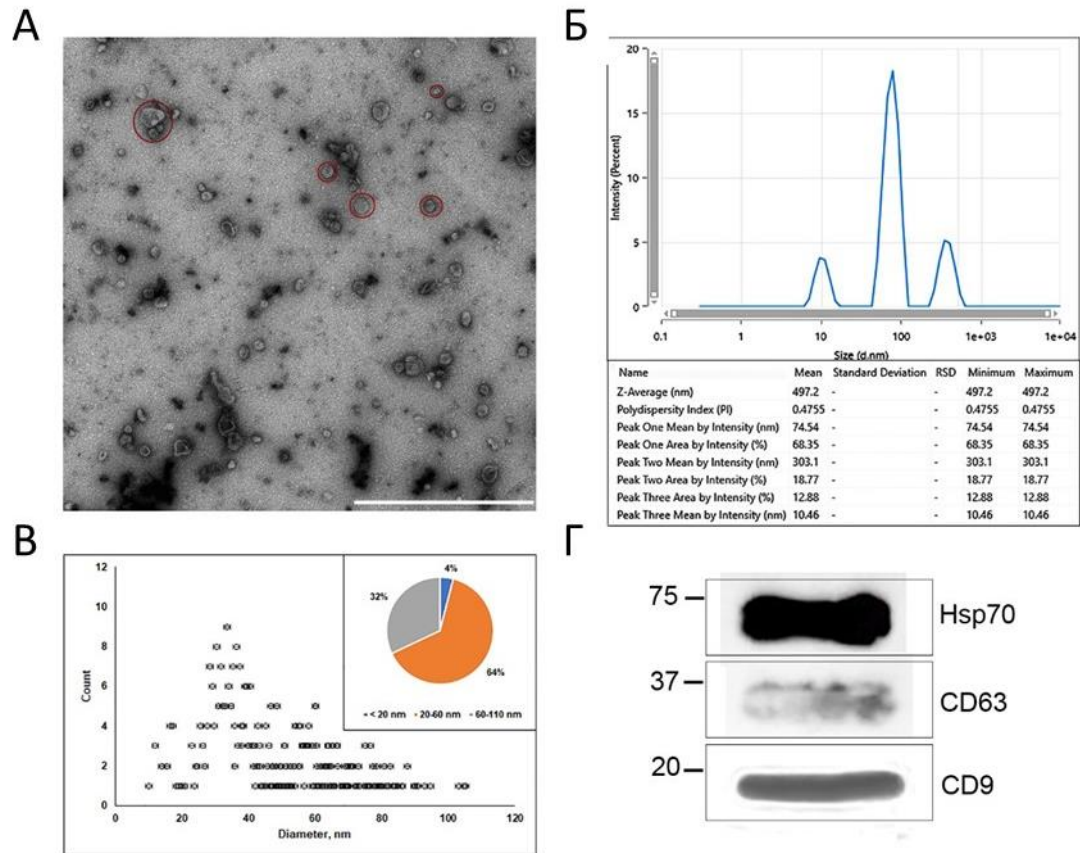 А
Б
20
15
10
5
0
Intensity (Percent)
0.1 1 10 100 1e+03 1e+04
Size (d.nm)
Name Mean Standard Deviation RSD Minimum Maximum
Z-Average (nm) 497.2 - - 497.2 497.2
Polydispersity Index (PI) 0.4755 - - 0.4755 0.4755
Peak One Mean by Intensity (nm) 74.54 - - 74.54 74.54
Peak One Area by Intensity (%) 68.35 - - 68.35 68.35
Peak Two Mean by Intensity (nm) 303.1 - - 303.1 303.1
Peak Two Area by Intensity (%) 18.77 - - 18.77 18.77
Peak Three Area by Intensity (%) 12.88 - - 12.88 12.88
Peak Three Mean by Intensity (nm) 10.46 - - 10.46 10.46
В
12
10
8
6
4
2
0
Count
0 20 40 60 80 100 120
Diameter, nm
4%
32%
64%
< 20 nm 20-60 nm 60-110 nm
Г
75
Hsp70
37
CD63
20
CD9